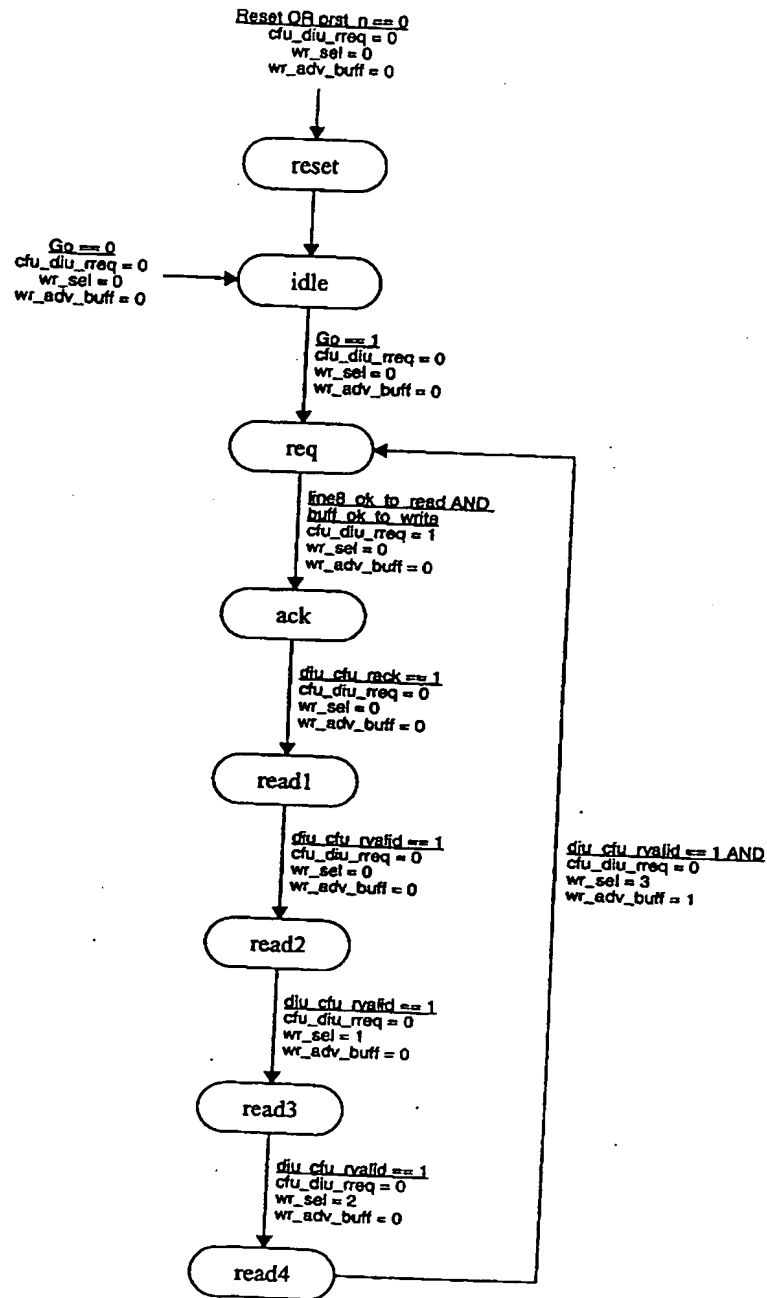 Reset OR prst_n == 0
cfu_diu_rreq = 0
wr_sel = 0
wr_adv_buff = 0
reset
Go == 0
cfu_diu_rreq = 0
wr_sel = 0
wr_adv_buff = 0
idle
Go == 1
cfu_diu_rreq = 0
wr_sel = 0
wr_adv_buff = 0
req
line8_ok_to_read AND
buff_ok_to_write
cfu_diu_rreq = 1
wr_sel = 0
wr_adv_buff = 0
ack
diu_cfu_rack == 1
cfu_diu_rreq = 0
wr_sel = 0
wr_adv_buff = 0
read1
diu_cfu_rvalid == 1
cfu_diu_rreq = 0
wr_sel = 0
wr_adv_buff = 0
diu_cfu_rvalid == 1 AND
cfu_diu_rreq = 0
wr_sel = 3
wr_adv_buff = 1
read2
diu_cfu_rvalid == 1
cfu_diu_rreq = 0
wr_sel = 1
wr_adv_buff = 0
read3
diu_cfu_rvalid == 1
cfu_diu_rreq = 0
wr_sel = 2
wr_adv_buff = 0
read4